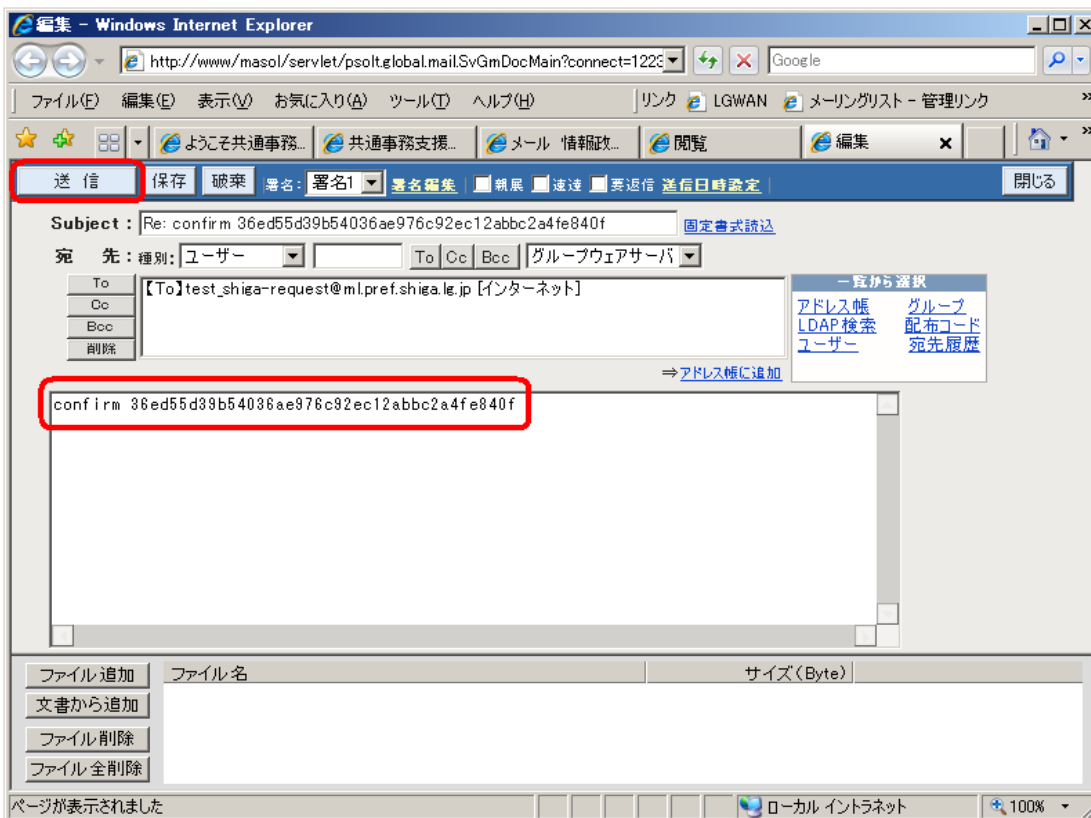 編集 - Windows Internet Explorer
http://www/masol/servlet/psolt.global.mail.SvGmDocMain?connect=1223
Google
ファイル(F) 編集(E) 表示(V) お気に入り(A) ツール(T) ヘルプ(H) リンク LGWAN メーリングリスト - 管理リンク »
ようこそ共通事務... 共通事務支援... メール 情報政... 閲覧 編集 »
送 信 保存 破棄 署名: 署名1 署名編集 親展 速達 要返信 送信日時設定 閉じる
Subject : Re: confirm 36ed55d39b54036ae976c92ec12abbc2a4fe840f 固定書式読込
宛 先 : 種別: ユーザー To Cc Bcc グループウェアサーバ
To
Cc
Bcc
削除
【To】test_shiga-request@ml.pref.shiga.lg.jp [インターネット]
一覧から選択
アドレス帳 グループ
LDAP検索 配布コード
ユーザー 宛先履歴
⇒アドレス帳に追加
confirm 36ed55d39b54036ae976c92ec12abbc2a4fe840f
ファイル追加 ファイル名 サイズ(Byte)
文書から追加
ファイル削除
ファイル全削除
ページが表示されました ローカル イントラネット 100%